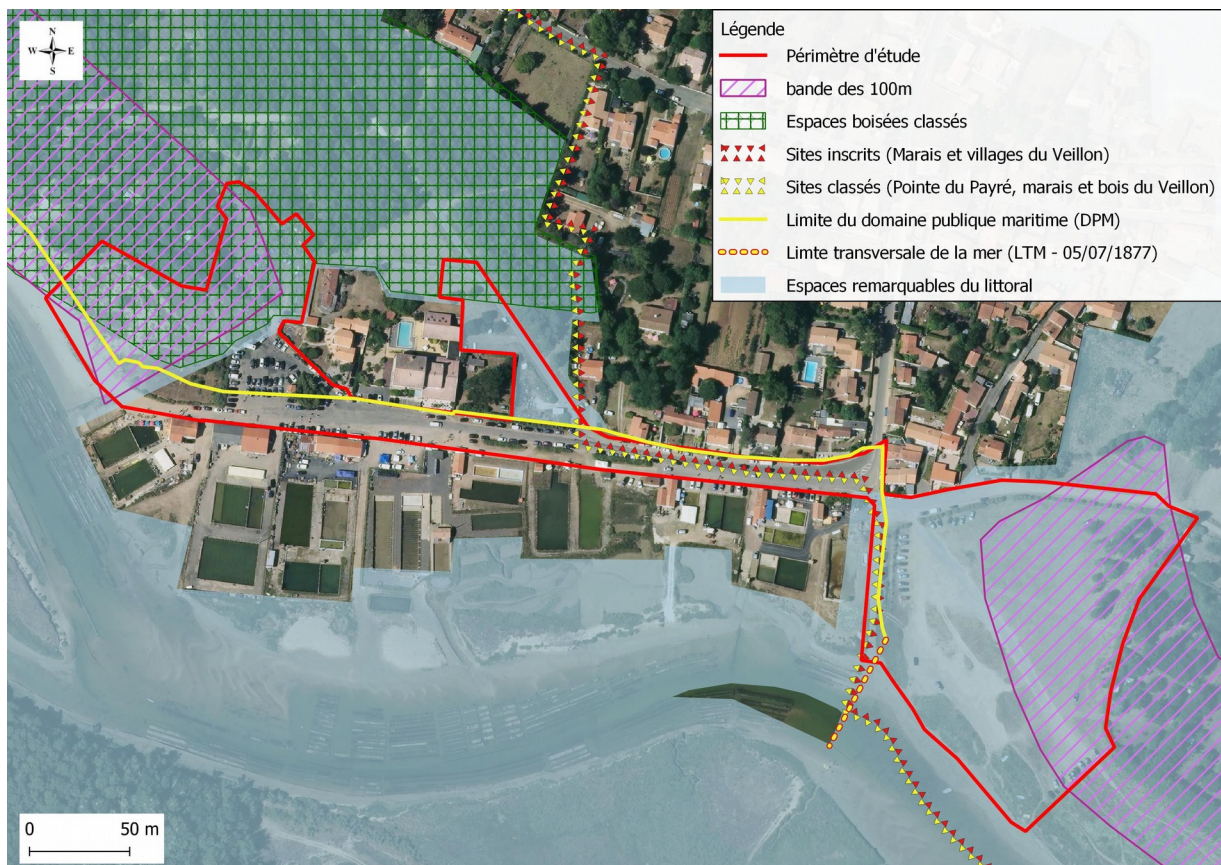 N
W E
S
Légende
Périmètre d'étude
bande des 100m
Espaces boisées classés
Sites inscrits (Marais et villages du Veillon)
Sites classés (Pointe du Payré, marais et bois du Veillon)
Limite du domaine publique maritime (DPM)
Limte transversale de la mer (LTM - 05/07/1877)
Espaces remarquables du littoral
0 50 m